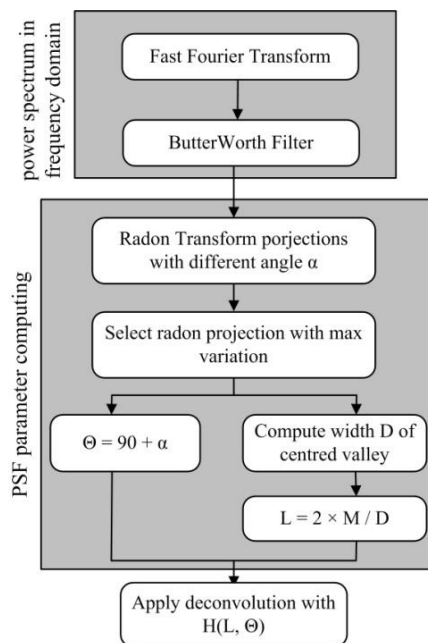 power spectrum in
frequency domain
Fast Fourier Transform
ButterWorth Filter
PSF parameter computing
Radon Transform porjections
with different angle α
Select radon projection with max
variation
Θ = 90 + α
Compute width D of
centred valley
L = 2 × M / D
Apply deconvolution with
H(L, Θ)